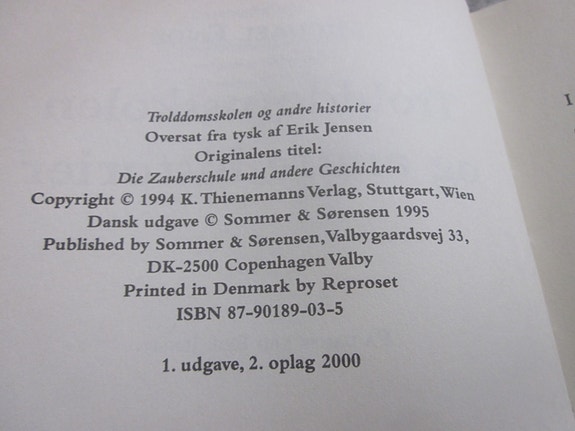 Trolddomsskolen og andre historier
Oversat fra tysk af Erik Jensen
Originalens titel:
Die Zauberschule und andere Geschichten
Copyright © 1994 K. Thienemanns Verlag, Stuttgart, Wien
Dansk udgave © Sommer & Sørensen 1995
Published by Sommer & Sørensen, Valbygaardsvej 33,
DK-2500 Copenhagen Valby
Printed in Denmark by Reproset
ISBN 87-90189-03-5
1. udgave, 2. oplag 2000